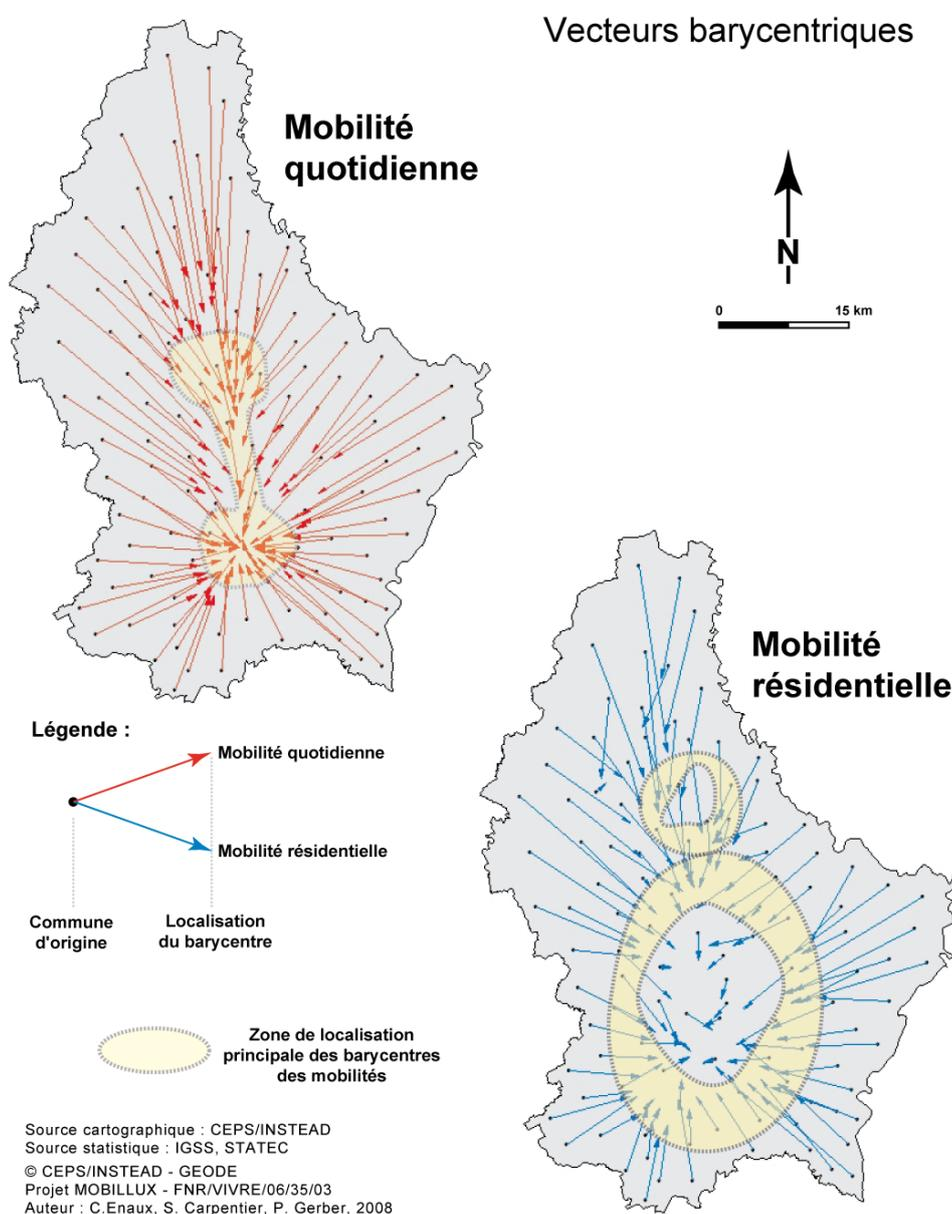 Vecteurs barycentriques
Mobilité
quotidienne
N
0 15 km
Mobilité
résidentielle
Légende :
Mobilité quotidienne
Mobilité résidentielle
Commune
d'origine
Localisation
du barycentre
Zone de localisation
principale des barycentres
des mobilités
Source cartographique : CEPS/INSTEAD
Source statistique : IGSS, STATEC
© CEPS/INSTEAD - GEODE
Projet MOBILLUX - FNR/VIVRE/06/35/03
Auteur : C.Enaux, S. Carpentier, P. Gerber, 2008